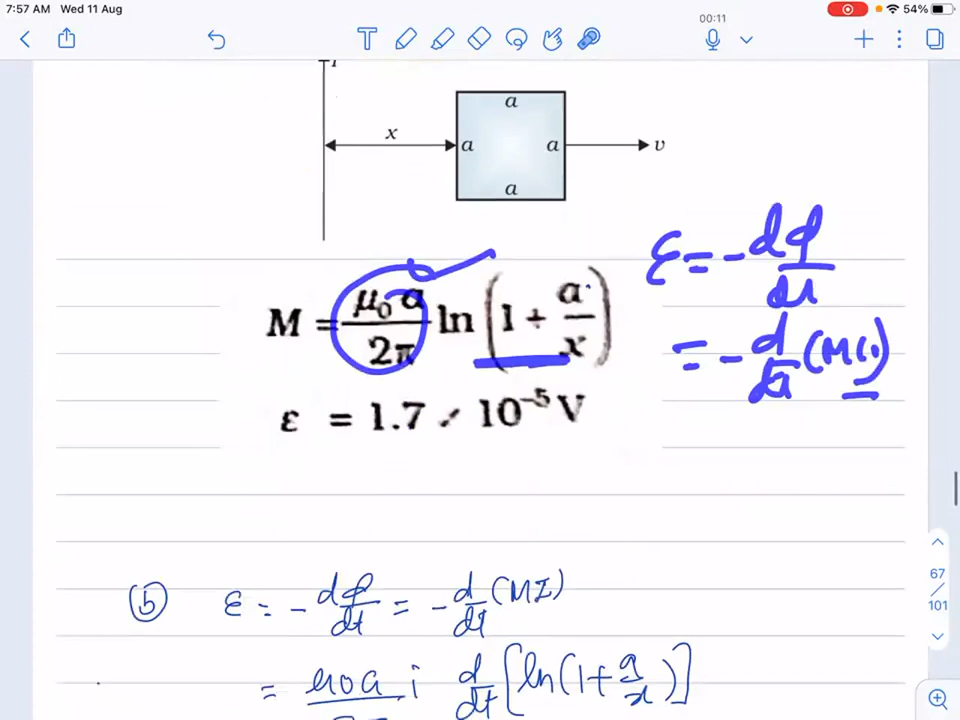 7:57 AM Wed 11 Aug
54%
00:11
a
x
a
a
v
a
ε = - dφ/dt
M = μ₀ a/2π ln (1 + a/x)
= - d/dt (Mi)
ε = 1.7 × 10⁻⁵ V
67
/
101
(b) ε = - dφ/dt = - d/dt (MI)
= μ0a i d/dt [ln(1+a/x)]